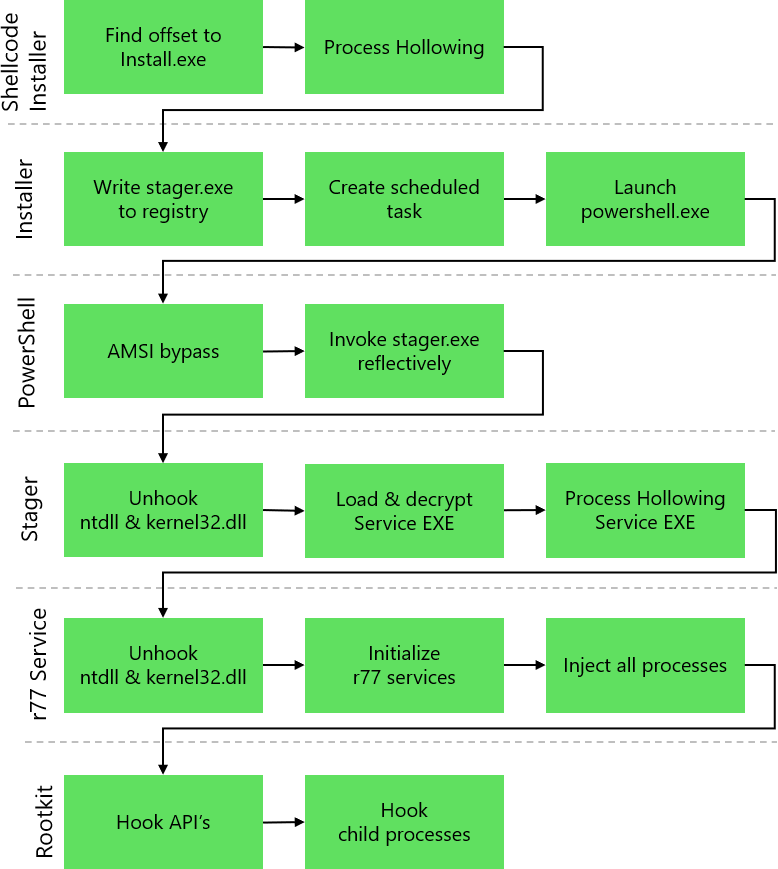 Shellcode
Installer
Find offset to
Install.exe
Process Hollowing
Installer
Write stager.exe
to registry
Create scheduled
task
Launch
powershell.exe
PowerShell
AMSI bypass
Invoke stager.exe
reflectively
Stager
Unhook
ntdll & kernel32.dll
Load & decrypt
Service EXE
Process Hollowing
Service EXE
r77 Service
Unhook
ntdll & kernel32.dll
Initialize
r77 services
Inject all processes
Rootkit
Hook API's
Hook
child processes